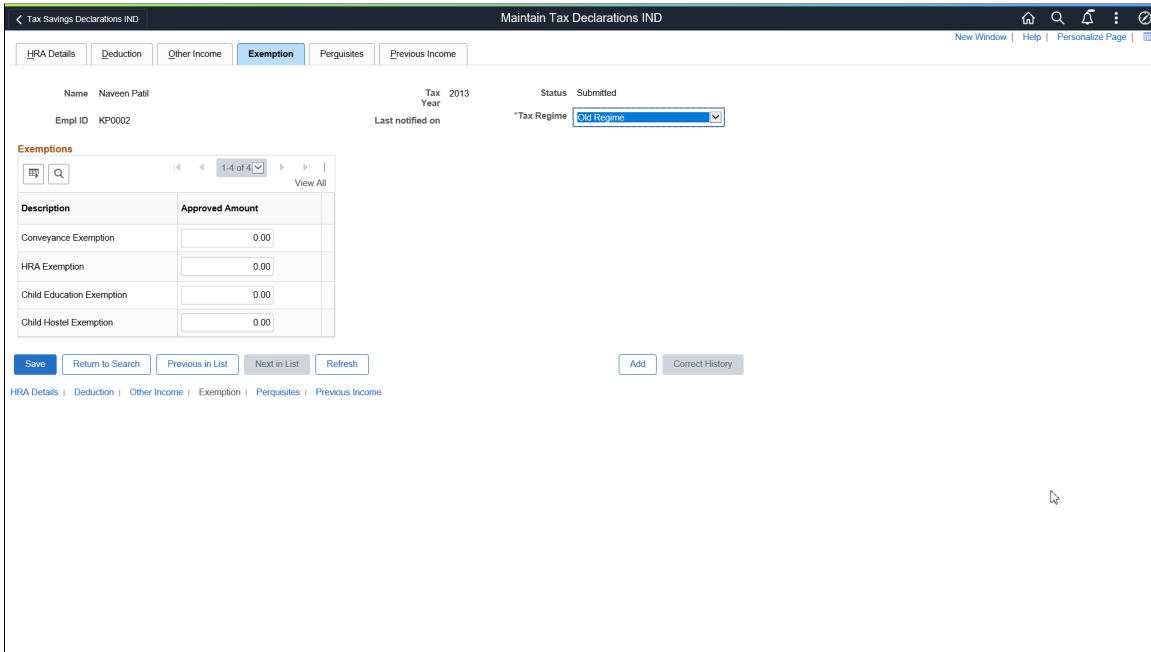 Tax Savings Declarations IND
Maintain Tax Declarations IND
New Window | Help | Personalize Page |
HRA Details Deduction Other Income Exemption Perquisites Previous Income
Name Naveen Patil Tax Year 2013 Status Submitted
Empl ID KP0002 Last notified on *Tax Regime Old Regime
Exemptions
1-4 of 4
View All
Description Approved Amount
Conveyance Exemption 0.00
HRA Exemption 0.00
Child Education Exemption 0.00
Child Hostel Exemption 0.00
Save Return to Search Previous in List Next in List Refresh Add Correct History
HRA Details | Deduction | Other Income | Exemption | Perquisites | Previous Income